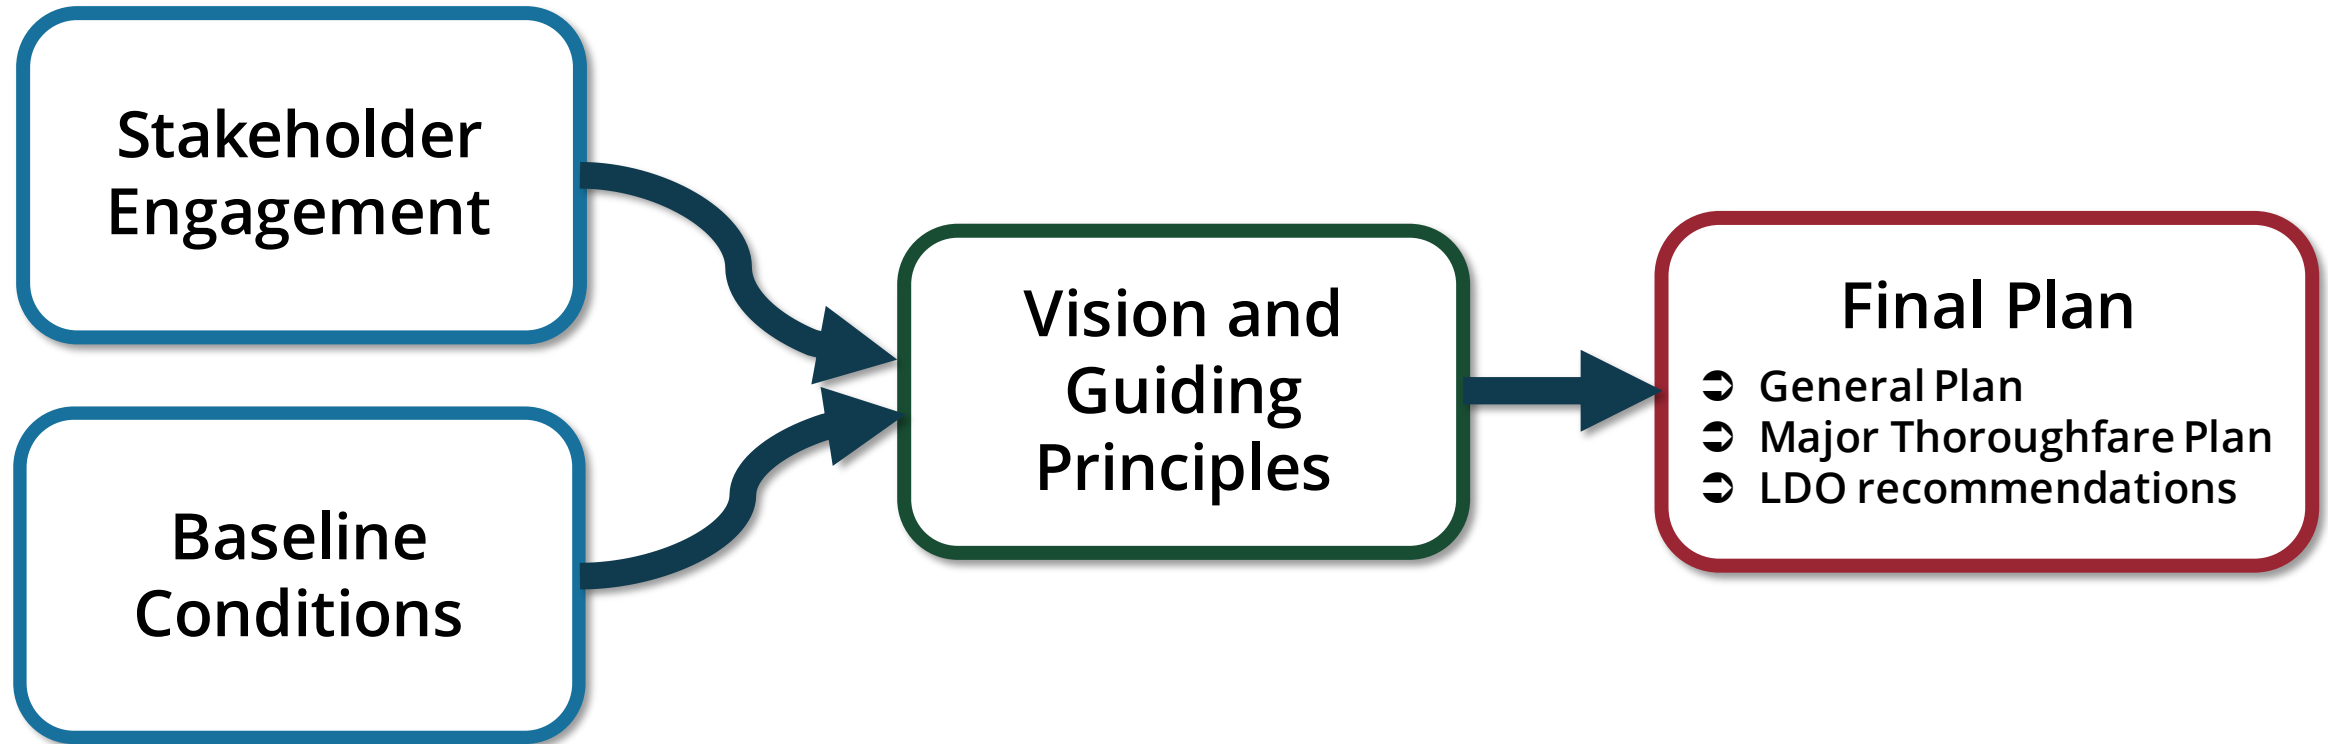 Stakeholder
Engagement
Baseline
Conditions
Vision and
Guiding
Principles
Final Plan
➲ General Plan
➲ Major Thoroughfare Plan
➲ LDO recommendations